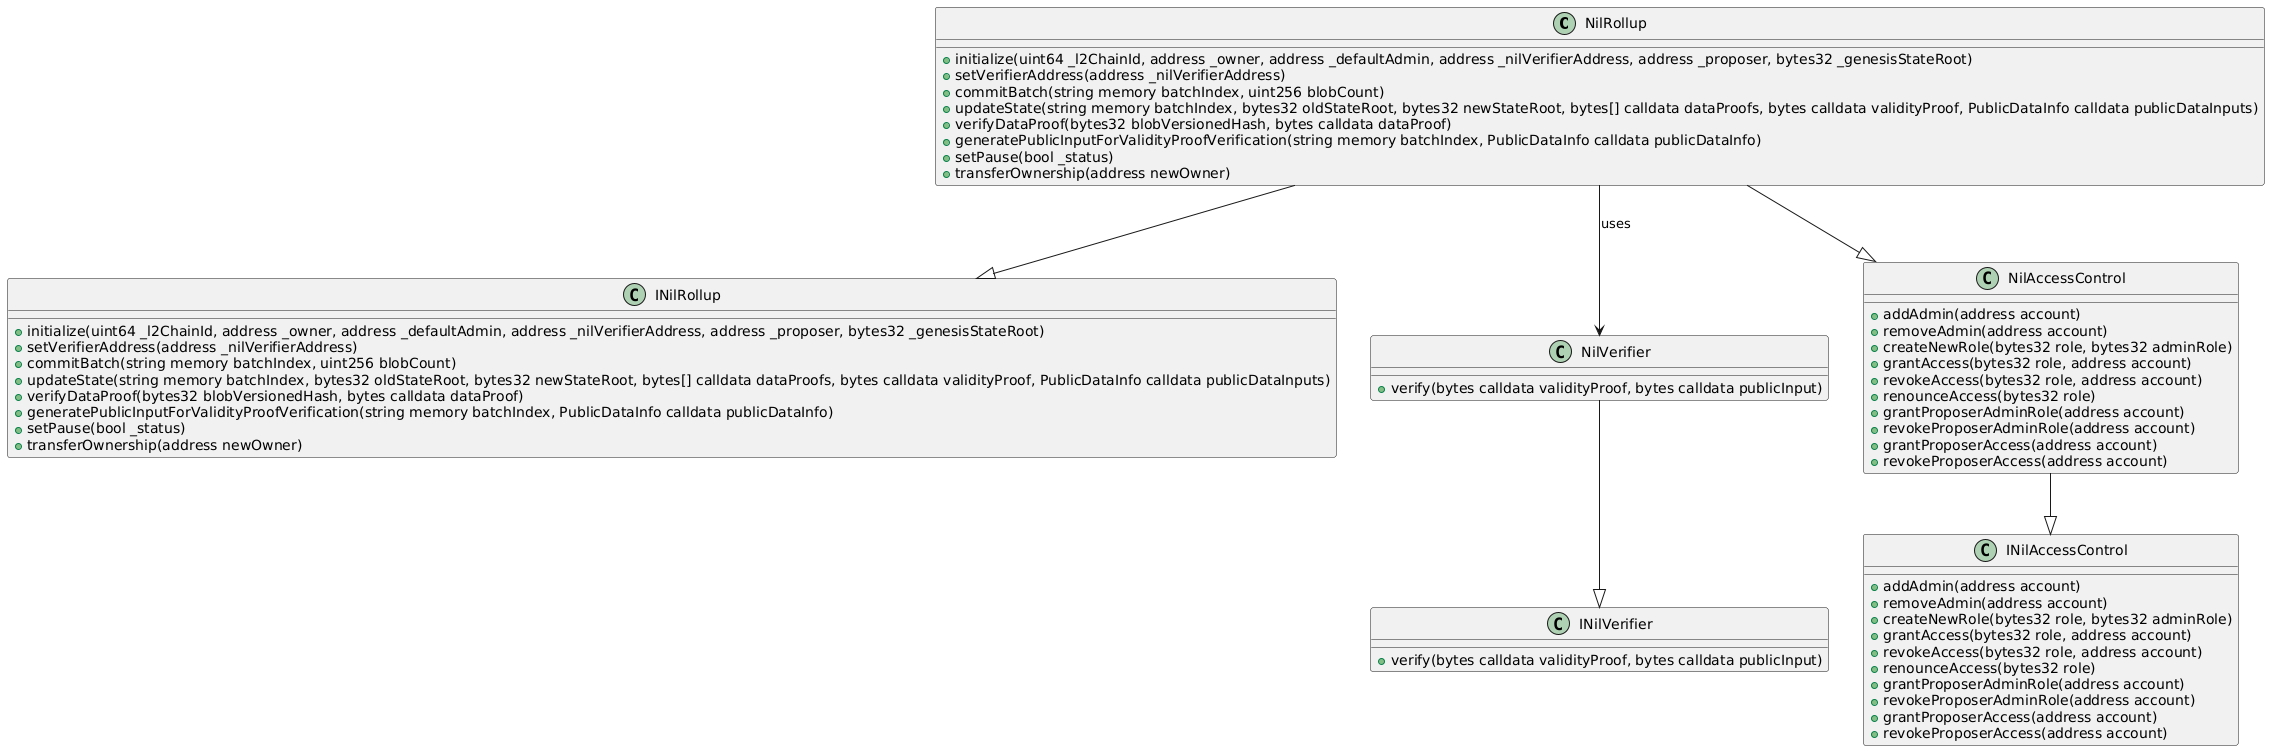 C NilRollup
initialize(uint64 _l2ChainId, address _owner, address _defaultAdmin, address _nilVerifierAddress, address _proposer, bytes32 _genesisStateRoot)
setVerifierAddress(address _nilVerifierAddress)
commitBatch(string memory batchIndex, uint256 blobCount)
updateState(string memory batchIndex, bytes32 oldStateRoot, bytes32 newStateRoot, bytes[] calldata dataProofs, bytes calldata validityProof, PublicDataInfo calldata publicDataInputs)
verifyDataProof(bytes32 blobVersionedHash, bytes calldata dataProof)
generatePublicInputForValidityProofVerification(string memory batchIndex, PublicDataInfo calldata publicDataInfo)
setPause(bool _status)
transferOwnership(address newOwner)
uses
C INilRollup
initialize(uint64 _l2ChainId, address _owner, address _defaultAdmin, address _nilVerifierAddress, address _proposer, bytes32 _genesisStateRoot)
setVerifierAddress(address _nilVerifierAddress)
commitBatch(string memory batchIndex, uint256 blobCount)
updateState(string memory batchIndex, bytes32 oldStateRoot, bytes32 newStateRoot, bytes[] calldata dataProofs, bytes calldata validityProof, PublicDataInfo calldata publicDataInputs)
verifyDataProof(bytes32 blobVersionedHash, bytes calldata dataProof)
generatePublicInputForValidityProofVerification(string memory batchIndex, PublicDataInfo calldata publicDataInfo)
setPause(bool _status)
transferOwnership(address newOwner)
C NilVerifier
verify(bytes calldata validityProof, bytes calldata publicInput)
C NilAccessControl
addAdmin(address account)
removeAdmin(address account)
createNewRole(bytes32 role, bytes32 adminRole)
grantAccess(bytes32 role, address account)
revokeAccess(bytes32 role, address account)
renounceAccess(bytes32 role)
grantProposerAdminRole(address account)
revokeProposerAdminRole(address account)
grantProposerAccess(address account)
revokeProposerAccess(address account)
C INilVerifier
verify(bytes calldata validityProof, bytes calldata publicInput)
C INilAccessControl
addAdmin(address account)
removeAdmin(address account)
createNewRole(bytes32 role, bytes32 adminRole)
grantAccess(bytes32 role, address account)
revokeAccess(bytes32 role, address account)
renounceAccess(bytes32 role)
grantProposerAdminRole(address account)
revokeProposerAdminRole(address account)
grantProposerAccess(address account)
revokeProposerAccess(address account)